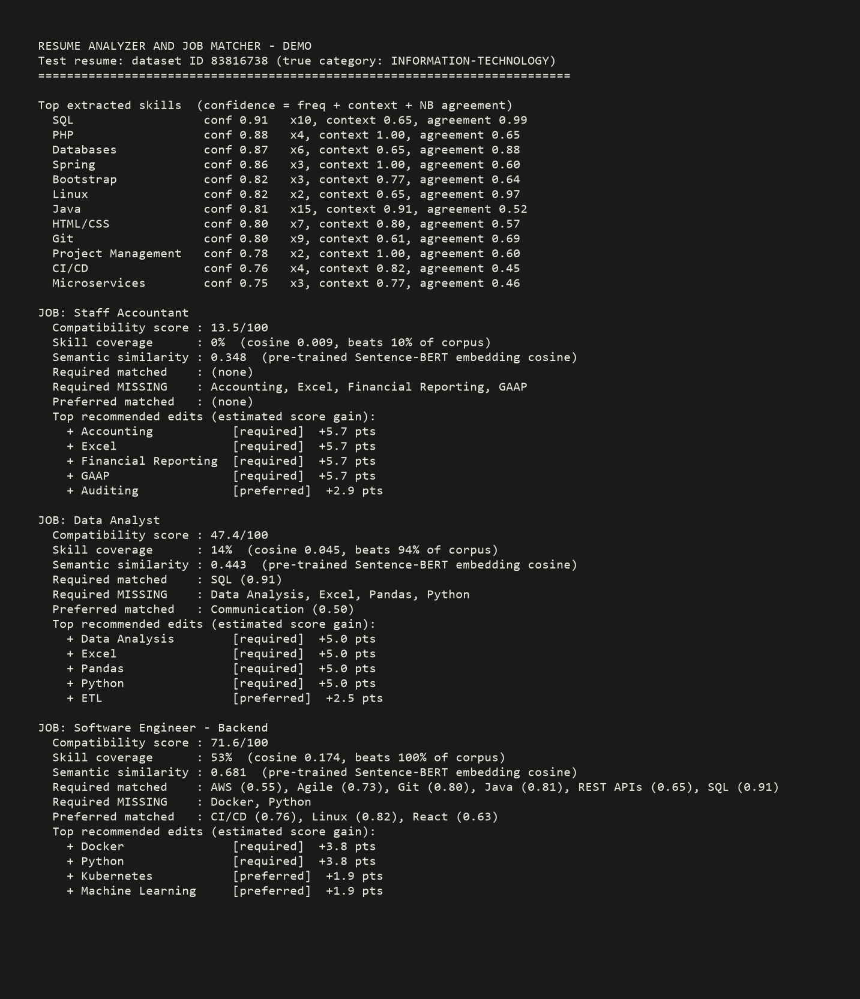 RESUME ANALYZER AND JOB MATCHER - DEMO
Test resume: dataset ID 83816738 (true category: INFORMATION-TECHNOLOGY)
==========================================================================
Top extracted skills  (confidence = freq + context + NB agreement)
  SQL                  conf 0.91   x10, context 0.65, agreement 0.99
  PHP                  conf 0.88   x4, context 1.00, agreement 0.65
  Databases            conf 0.87   x6, context 0.65, agreement 0.88
  Spring               conf 0.86   x3, context 1.00, agreement 0.60
  Bootstrap            conf 0.82   x3, context 0.77, agreement 0.64
  Linux                conf 0.82   x2, context 0.65, agreement 0.97
  Java                 conf 0.81   x15, context 0.91, agreement 0.52
  HTML/CSS             conf 0.80   x7, context 0.80, agreement 0.57
  Git                  conf 0.80   x9, context 0.61, agreement 0.69
  Project Management   conf 0.78   x2, context 1.00, agreement 0.60
  CI/CD                conf 0.76   x4, context 0.82, agreement 0.45
  Microservices        conf 0.75   x3, context 0.77, agreement 0.46
JOB: Staff Accountant
  Compatibility score : 13.5/100
  Skill coverage      : 0%  (cosine 0.009, beats 10% of corpus)
  Semantic similarity : 0.348  (pre-trained Sentence-BERT embedding cosine)
  Required matched    : (none)
  Required MISSING    : Accounting, Excel, Financial Reporting, GAAP
  Preferred matched   : (none)
  Top recommended edits (estimated score gain):
    + Accounting           [required]  +5.7 pts
    + Excel                [required]  +5.7 pts
    + Financial Reporting  [required]  +5.7 pts
    + GAAP                 [required]  +5.7 pts
    + Auditing             [preferred]  +2.9 pts
JOB: Data Analyst
  Compatibility score : 47.4/100
  Skill coverage      : 14%  (cosine 0.045, beats 94% of corpus)
  Semantic similarity : 0.443  (pre-trained Sentence-BERT embedding cosine)
  Required matched    : SQL (0.91)
  Required MISSING    : Data Analysis, Excel, Pandas, Python
  Preferred matched   : Communication (0.50)
  Top recommended edits (estimated score gain):
    + Data Analysis        [required]  +5.0 pts
    + Excel                [required]  +5.0 pts
    + Pandas               [required]  +5.0 pts
    + Python               [required]  +5.0 pts
    + ETL                  [preferred]  +2.5 pts
JOB: Software Engineer - Backend
  Compatibility score : 71.6/100
  Skill coverage      : 53%  (cosine 0.174, beats 100% of corpus)
  Semantic similarity : 0.681  (pre-trained Sentence-BERT embedding cosine)
  Required matched    : AWS (0.55), Agile (0.73), Git (0.80), Java (0.81), REST APIs (0.65), SQL (0.91)
  Required MISSING    : Docker, Python
  Preferred matched   : CI/CD (0.76), Linux (0.82), React (0.63)
  Top recommended edits (estimated score gain):
    + Docker               [required]  +3.8 pts
    + Python               [required]  +3.8 pts
    + Kubernetes           [preferred]  +1.9 pts
    + Machine Learning     [preferred]  +1.9 pts